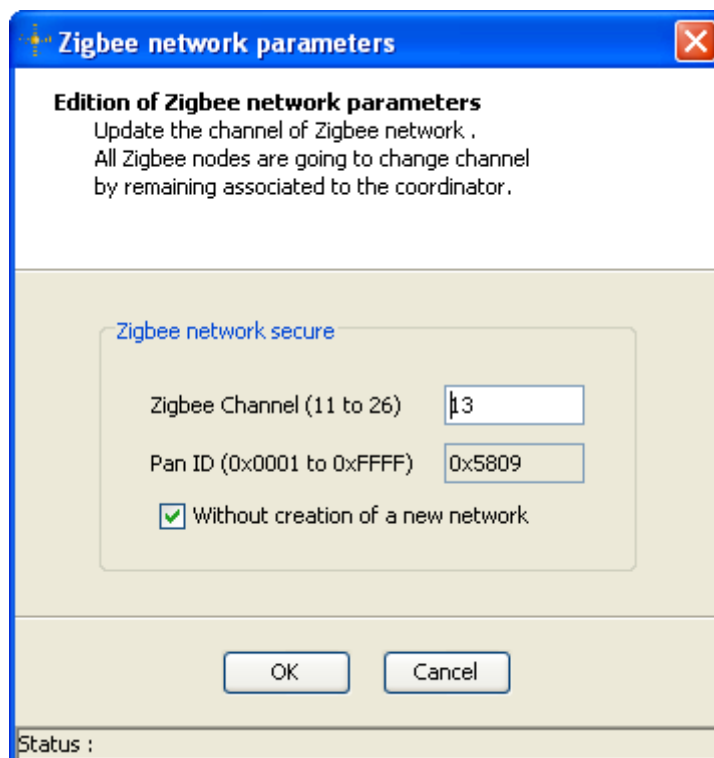 Zigbee network parameters
Edition of Zigbee network parameters
Update the channel of Zigbee network .
All Zigbee nodes are going to change channel
by remaining associated to the coordinator.
Zigbee network secure
Zigbee Channel (11 to 26) 13
Pan ID (0x0001 to 0xFFFF) 0x5809
Without creation of a new network
OK Cancel
Status :